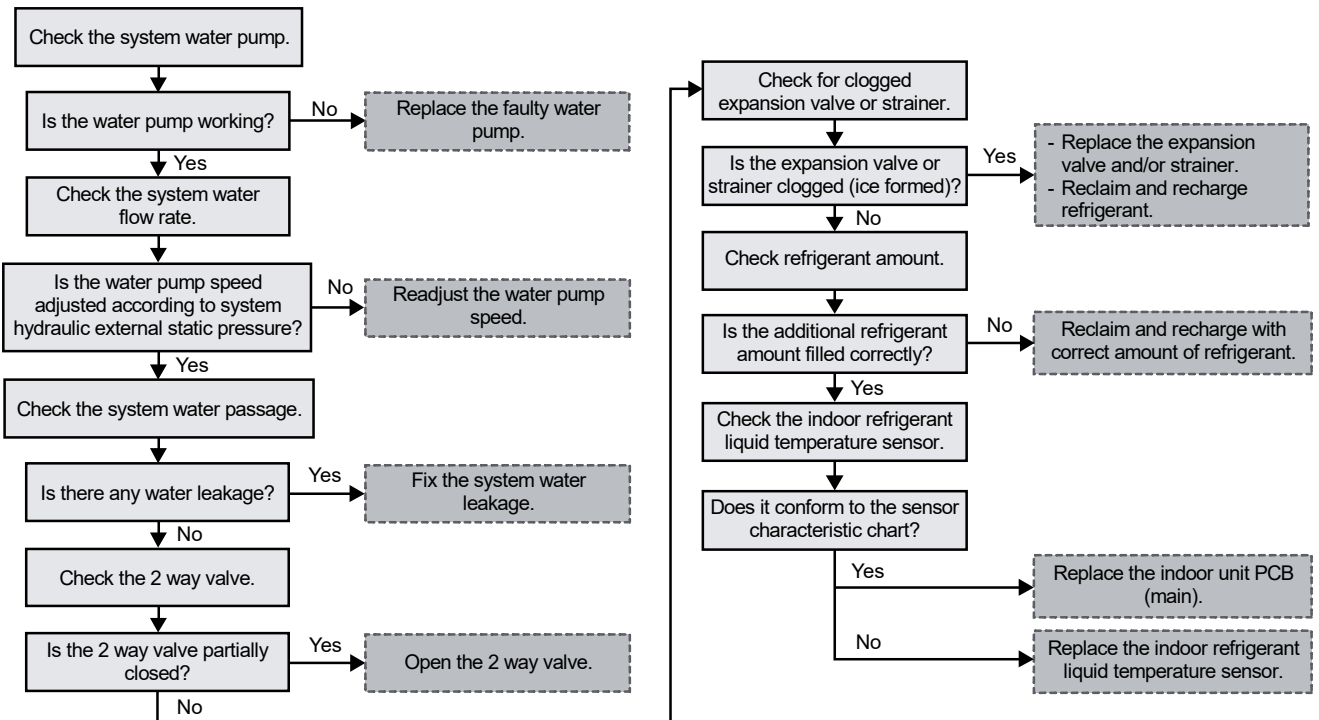 Check the system water pump.
Is the water pump working?
No
Replace the faulty water
pump.
Yes
Check the system water
flow rate.
Is the water pump speed
adjusted according to system
hydraulic external static pressure?
No
Readjust the water pump
speed.
Yes
Check the system water passage.
Is there any water leakage?
Yes
Fix the system water
leakage.
No
Check the 2 way valve.
Is the 2 way valve partially
closed?
Yes
Open the 2 way valve.
No
Check for clogged
expansion valve or strainer.
Is the expansion valve or
strainer clogged (ice formed)?
Yes
- Replace the expansion
valve and/or strainer.
- Reclaim and recharge
refrigerant.
No
Check refrigerant amount.
Is the additional refrigerant
amount filled correctly?
No
Reclaim and recharge with
correct amount of refrigerant.
Yes
Check the indoor refrigerant
liquid temperature sensor.
Does it conform to the sensor
characteristic chart?
Yes
Replace the indoor unit PCB
(main).
No
Replace the indoor refrigerant
liquid temperature sensor.